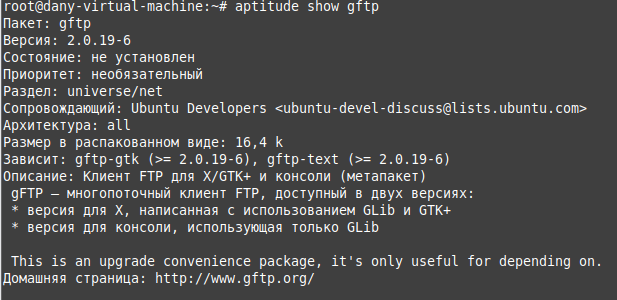 root@dany-virtual-machine:~# aptitude show gftp
Пакет: gftp
Версия: 2.0.19-6
Состояние: не установлен
Приоритет: необязательный
Раздел: universe/net
Сопровождающий: Ubuntu Developers <ubuntu-devel-discuss@lists.ubuntu.com>
Архитектура: all
Размер в распакованном виде: 16,4 k
Зависит: gftp-gtk (>= 2.0.19-6), gftp-text (>= 2.0.19-6)
Описание: Клиент FTP для X/GTK+ и консоли (метапакет)
gFTP — многопоточный клиент FTP, доступный в двух версиях:
* версия для X, написанная с использованием GLib и GTK+
* версия для консоли, использующая только GLib
This is an upgrade convenience package, it's only useful for depending on.
Домашняя страница: http://www.gftp.org/